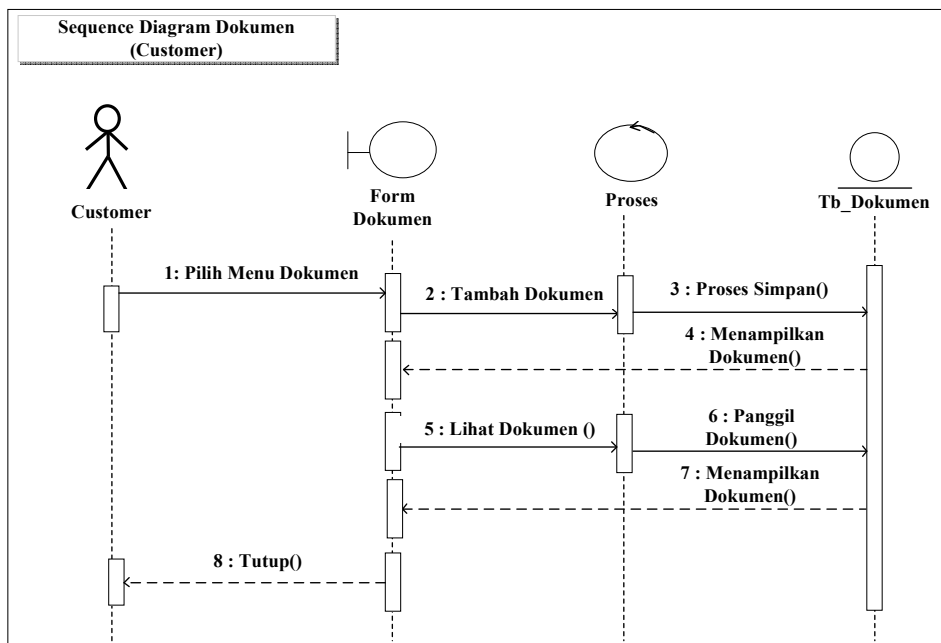 Sequence Diagram Dokumen
(Customer)
Customer
Form
Dokumen
Proses
Tb_Dokumen
1: Pilih Menu Dokumen
2 : Tambah Dokumen
3 : Proses Simpan()
4 : Menampilkan
Dokumen()
5 : Lihat Dokumen ()
6 : Panggil
Dokumen()
7 : Menampilkan
Dokumen()
8 : Tutup()